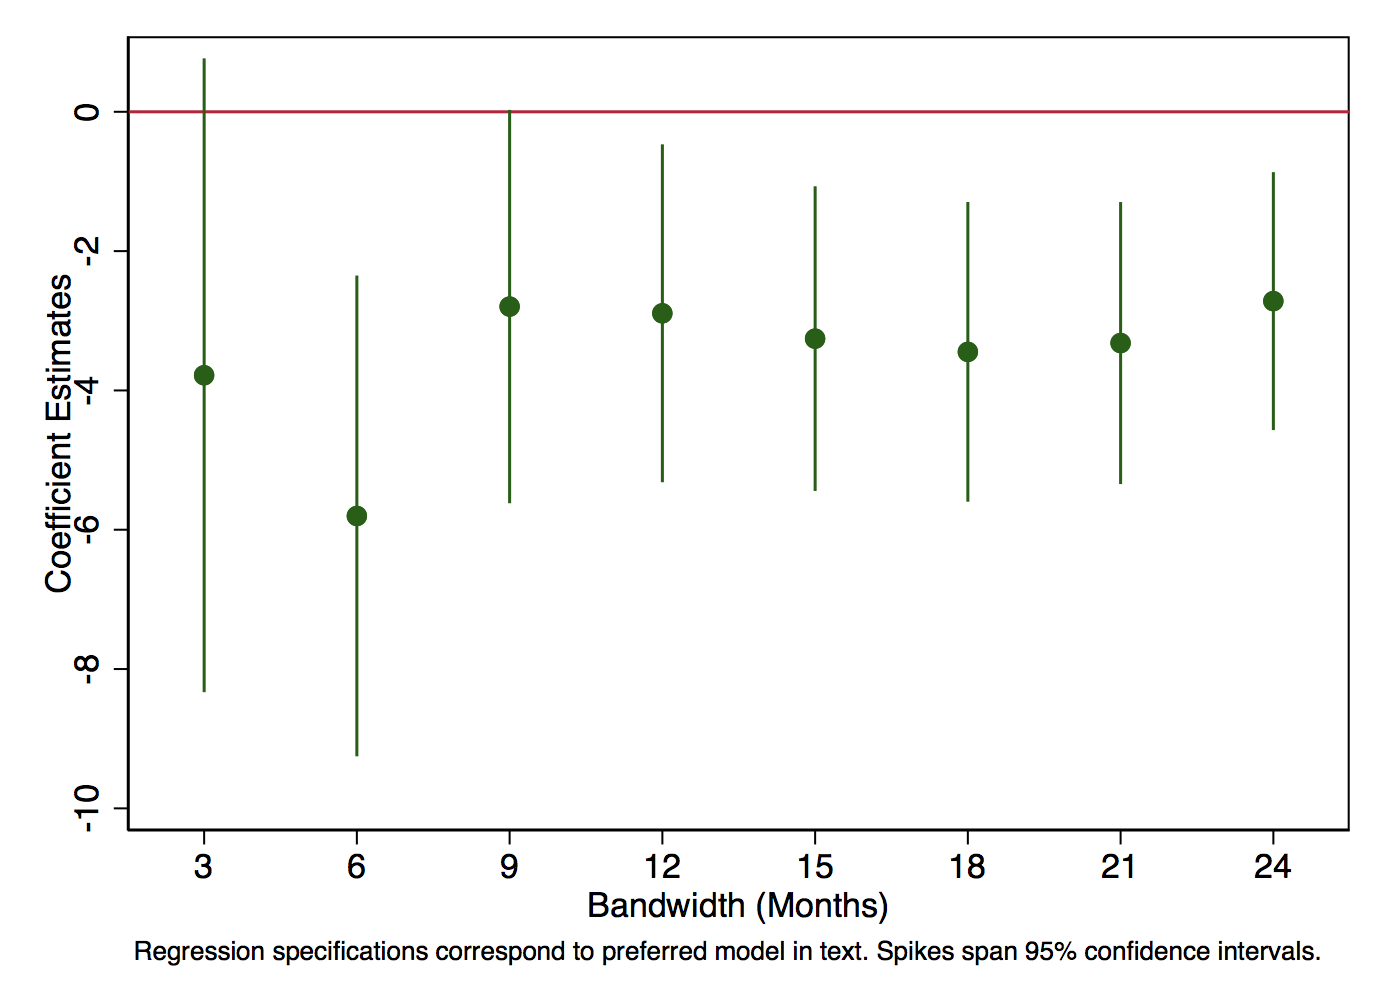 0
-2
-4
-6
-8
-10
Coefficient Estimates
3 6 9 12 15 18 21 24
Bandwidth (Months)
Regression specifications correspond to preferred model in text. Spikes span 95% confidence intervals.